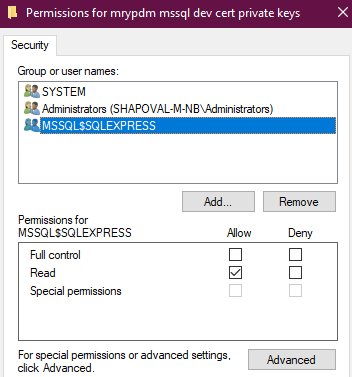 Permissions for mrypdm mssql dev cert private keys
Security
Group or user names:
SYSTEM
Administrators (SHAPOVAL-M-NB\Administrators)
MSSQL$SQLEXPRESS
Add... Remove
Permissions for
MSSQL$SQLEXPRESS Allow Deny
Full control
Read
Special permissions
For special permissions or advanced settings,
click Advanced. Advanced